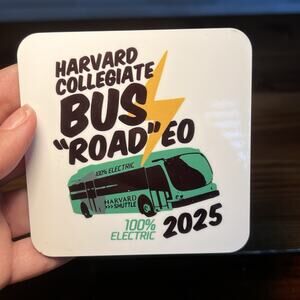 HARVARD
COLLEGIATE
BUS
"ROAD"EO
100% ELECTRIC
HARVARD
>>>SHUTTLE
100%
ELECTRIC
2025